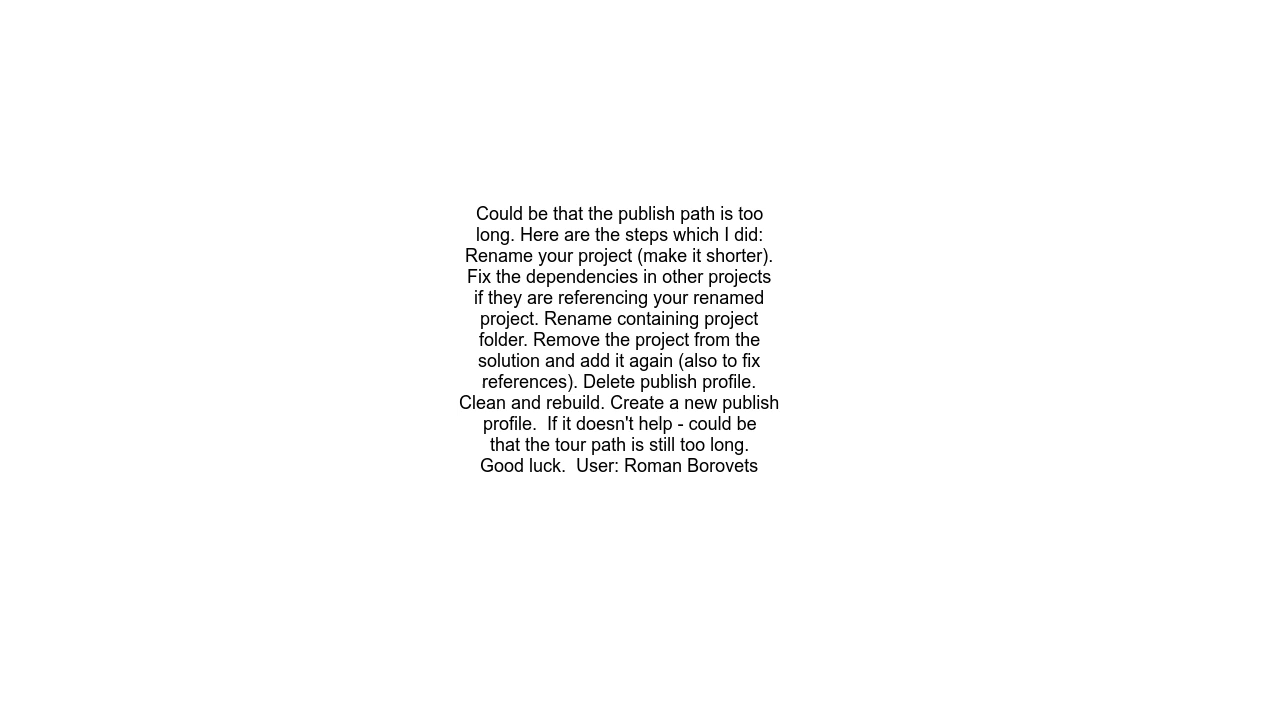 Could be that the publish path is too
long. Here are the steps which I did:
Rename your project (make it shorter).
Fix the dependencies in other projects
if they are referencing your renamed
project. Rename containing project
folder. Remove the project from the
solution and add it again (also to fix
references). Delete publish profile.
Clean and rebuild. Create a new publish
profile.  If it doesn't help - could be
that the tour path is still too long.
Good luck.  User: Roman Borovets